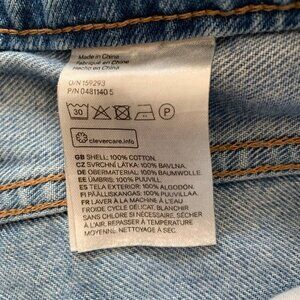 Made in China
Fabriqué en Chine
Hecho en China
O/N 159293
P/N 0481140 5
30 P
clevercare.info
GB SHELL: 100% COTTON.
CZ SVRCHNÍ LÁTKA: 100% BAVLNA.
DE OBERMATERIAL: 100% BAUMWOLLE.
EE ÜMBRIS: 100% PUUVILL.
ES TELA EXTERIOR: 100% ALGODÓN.
FI PÄÄLLISKANGAS: 100% PUUVILLAA.
FR LAVER À LA MACHINE À L'EAU
FROIDE CYCLE DÉLICAT. BLANCHIR
SANS CHLORE SI NÉCESSAIRE. SÉCHER
AU SÈCHE-LINGE À TEMPÉRATURE
MOYENNE. NETTOYAGE À SEC.